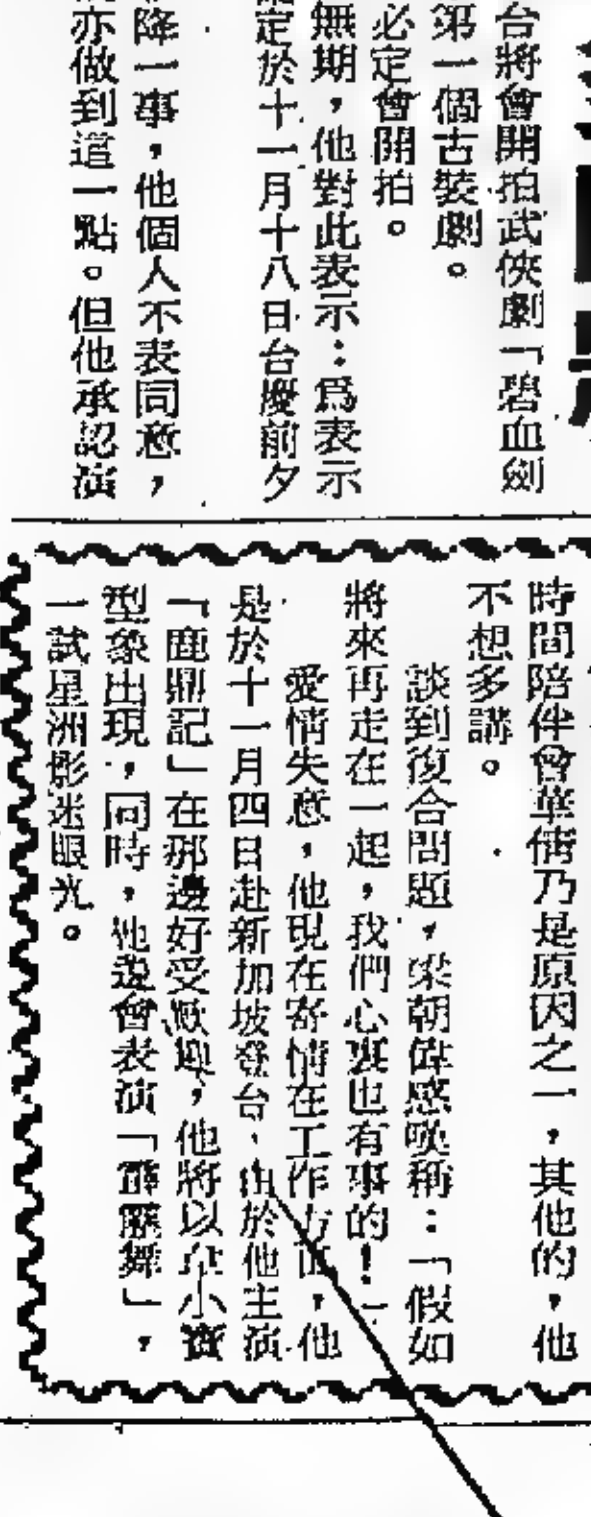 台將會開拍武俠劇「碧血劍
第一個古裝劇。
必定會開拍。
無期，他對此表示：爲表示
定於十一月十八日台慶前夕
降一事，他個人不表同意，
亦做到這一點。但他承認演
時間陪伴曾華倩乃是原因之一，其他的，他
不想多講。
談到復合問題，梁朝偉感嘆稱：「假如
將來再走在一起，我們心裏也有事的！」
愛情失意，他現在寄情在工作方面，他
是於十一月四日赴新加坡登台，由於他主演
「鹿鼎記」在那邊好受歡迎，他將以韋小寶
型象出現，同時，他還會表演「霹靂舞」，
一試星洲影迷眼光。